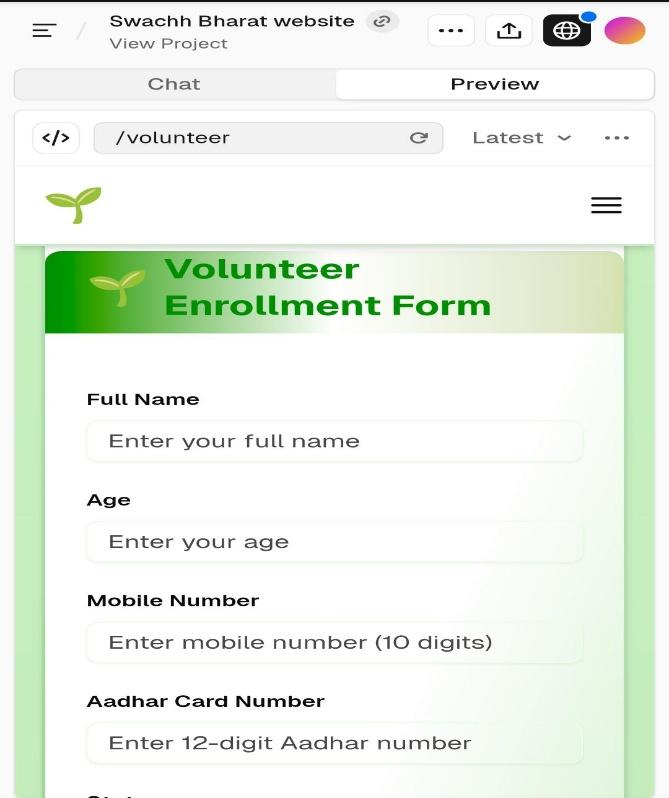 Swachh Bharat website
View Project
Chat
Preview
</>
/volunteer
Latest
Volunteer
Enrollment Form
Full Name
Enter your full name
Age
Enter your age
Mobile Number
Enter mobile number (10 digits)
Aadhar Card Number
Enter 12-digit Aadhar number